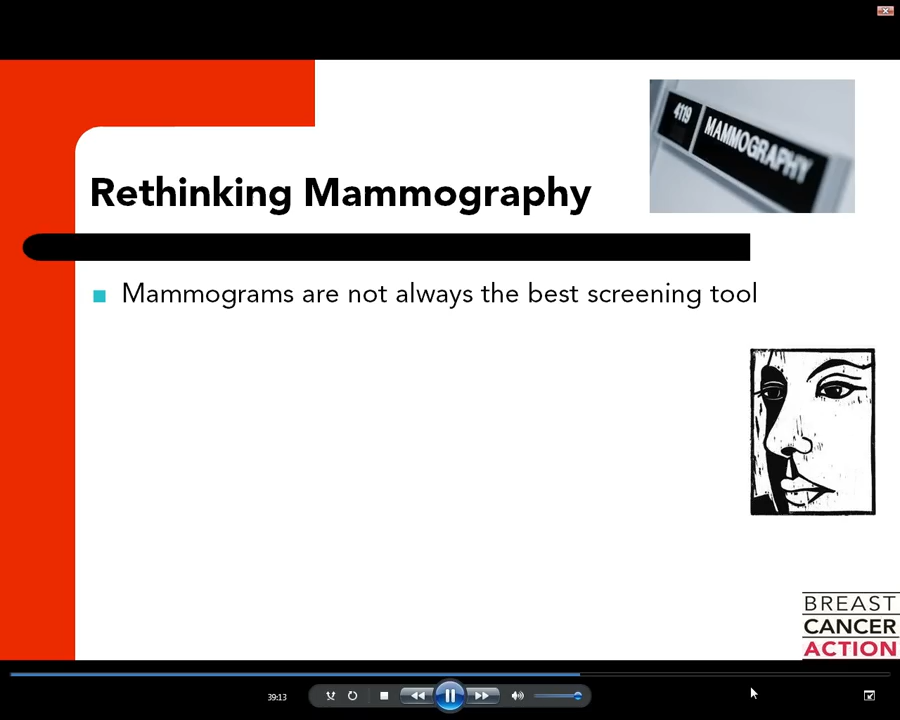 4119 MAMMOGRAPHY
Rethinking Mammography
Mammograms are not always the best screening tool
BREAST
CANCER
ACTION
39:13